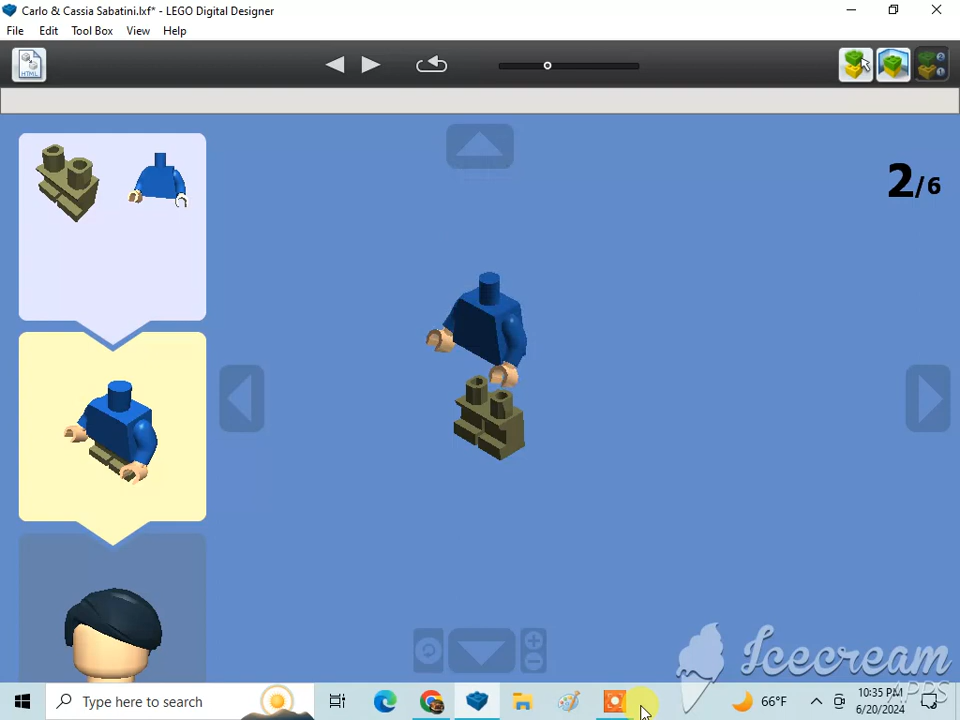 Carlo & Cassia Sabatini.lxf* - LEGO Digital Designer
File Edit Tool Box View Help
HTML
2/6
Icecream
APPS
Type here to search
66°F
10:35 PM
6/20/2024